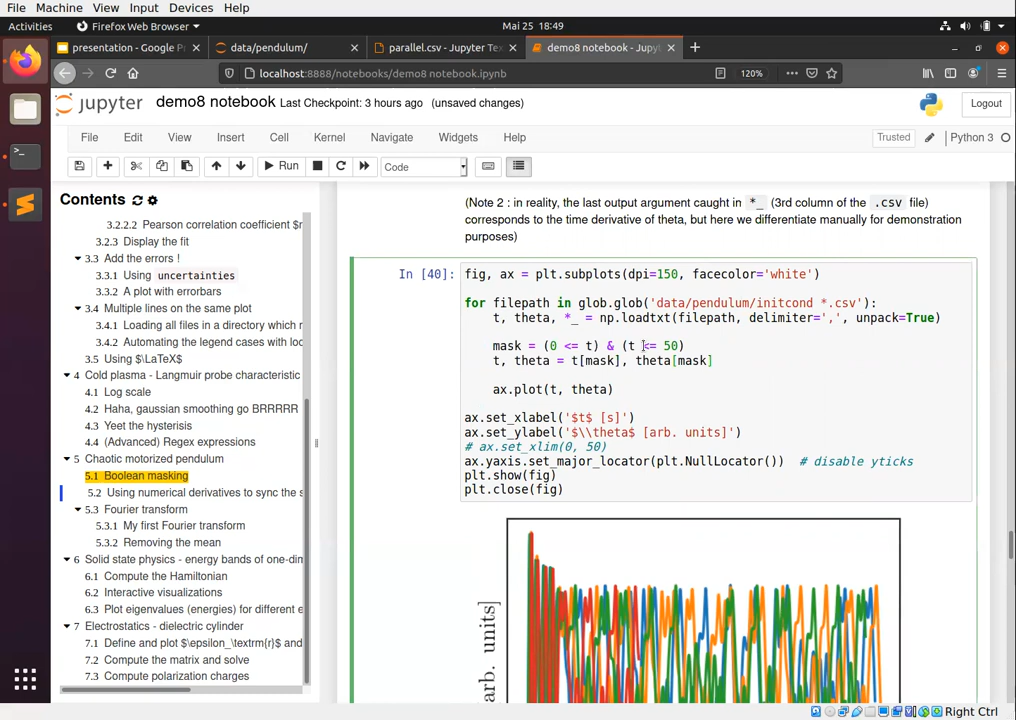 File Machine View Input Devices Help
Activities Firefox Web Browser Mai 25 18:49
presentation - Google P data/pendulum/ parallel.csv - Jupyter Te demo8 notebook - Jupyt
localhost:8888/notebooks/demo8 notebook.ipynb 120%
jupyter demo8 notebook Last Checkpoint: 3 hours ago (unsaved changes) Logout
File Edit View Insert Cell Kernel Navigate Widgets Help Trusted Python 3
Run Code
Contents
3.2.2.2 Pearson correlation coefficient $r
3.2.3 Display the fit
3.3 Add the errors !
3.3.1 Using uncertainties
3.3.2 A plot with errorbars
3.4 Multiple lines on the same plot
3.4.1 Loading all files in a directory which r
3.4.2 Automating the legend cases with lo
3.5 Using $\LaTeX$
4 Cold plasma - Langmuir probe characteristic
4.1 Log scale
4.2 Haha, gaussian smoothing go BRRRRR
4.3 Yeet the hysterisis
4.4 (Advanced) Regex expressions
5 Chaotic motorized pendulum
5.1 Boolean masking
5.2 Using numerical derivatives to sync the s
5.3 Fourier transform
5.3.1 My first Fourier transform
5.3.2 Removing the mean
6 Solid state physics - energy bands of one-din
6.1 Compute the Hamiltonian
6.2 Interactive visualizations
6.3 Plot eigenvalues (energies) for different e
7 Electrostatics - dielectric cylinder
7.1 Define and plot $\epsilon_\textrm{r}$ and
7.2 Compute the matrix and solve
7.3 Compute polarization charges
(Note 2 : in reality, the last output argument caught in *_ (3rd column of the .csv file)
corresponds to the time derivative of theta, but here we differentiate manually for demonstration
purposes)
In [40]: fig, ax = plt.subplots(dpi=150, facecolor='white')
for filepath in glob.glob('data/pendulum/initcond *.csv'):
t, theta, *_ = np.loadtxt(filepath, delimiter=',', unpack=True)
mask = (0 <= t) & (t <= 50)
t, theta = t[mask], theta[mask]
ax.plot(t, theta)
ax.set_xlabel('$t$ [s]')
ax.set_ylabel('$\\theta$ [arb. units]')
# ax.set_xlim(0, 50)
ax.yaxis.set_major_locator(plt.NullLocator()) # disable yticks
plt.show(fig)
plt.close(fig)
arb. units]
Right Ctrl